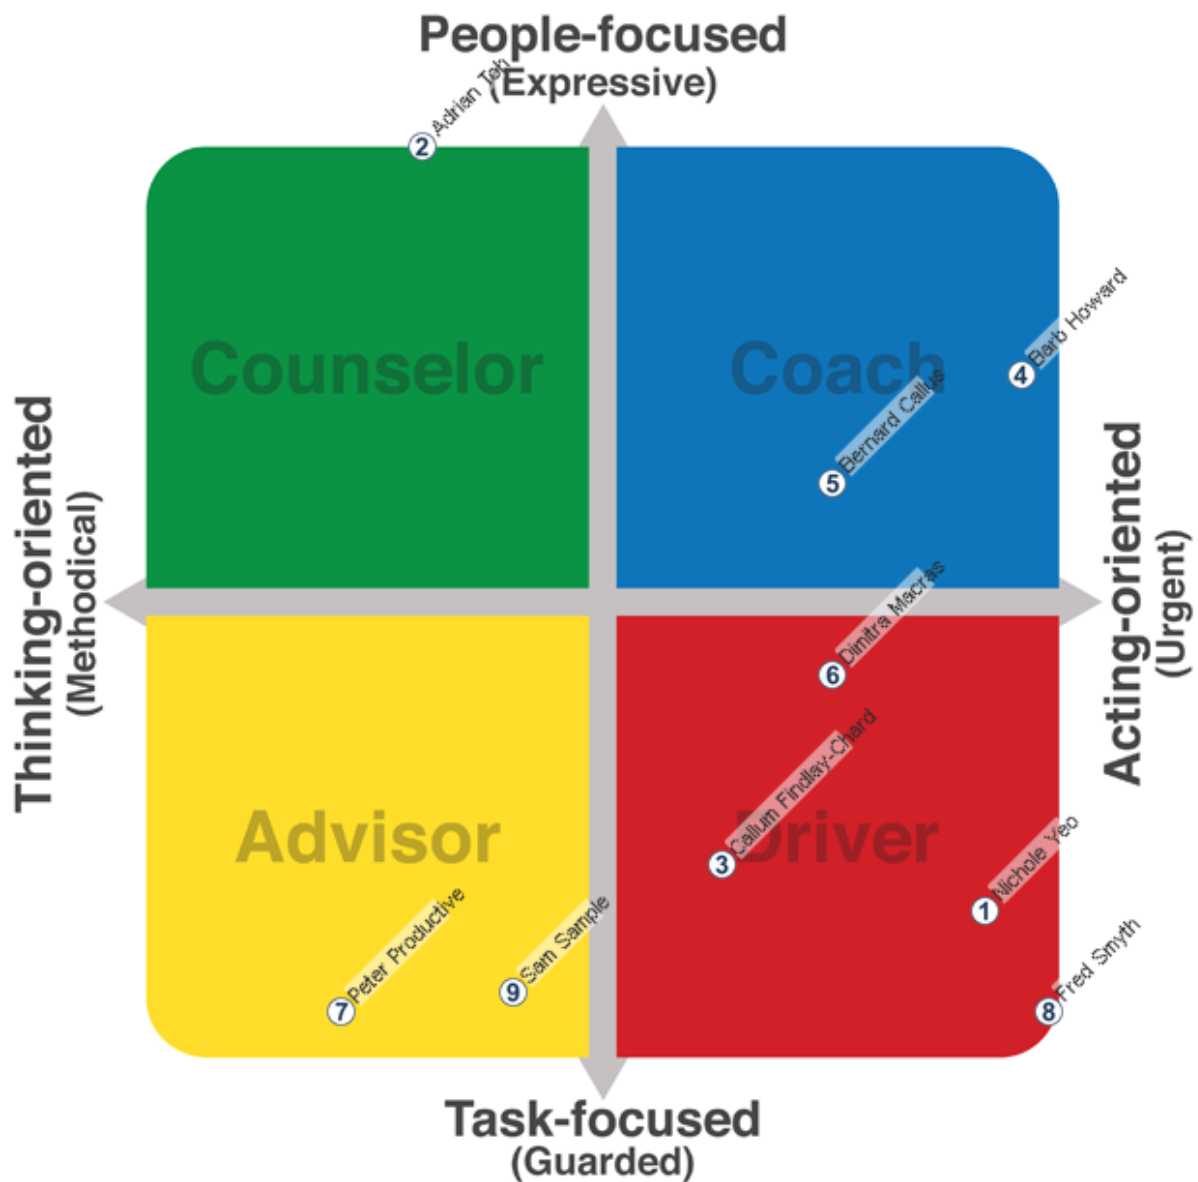 People-focused
(Expressive)
2 Adrian Teh
Counselor
Coach
4 Barb Howard
5 Bernard Callus
Thinking-oriented
(Methodical)
Acting-oriented
(Urgent)
6 Dimitra Macras
3 Callum Findlay-Chard
Advisor
Driver
1 Nichole Yeo
7 Peter Productive
9 Sam Sample
8 Fred Smyth
Task-focused
(Guarded)